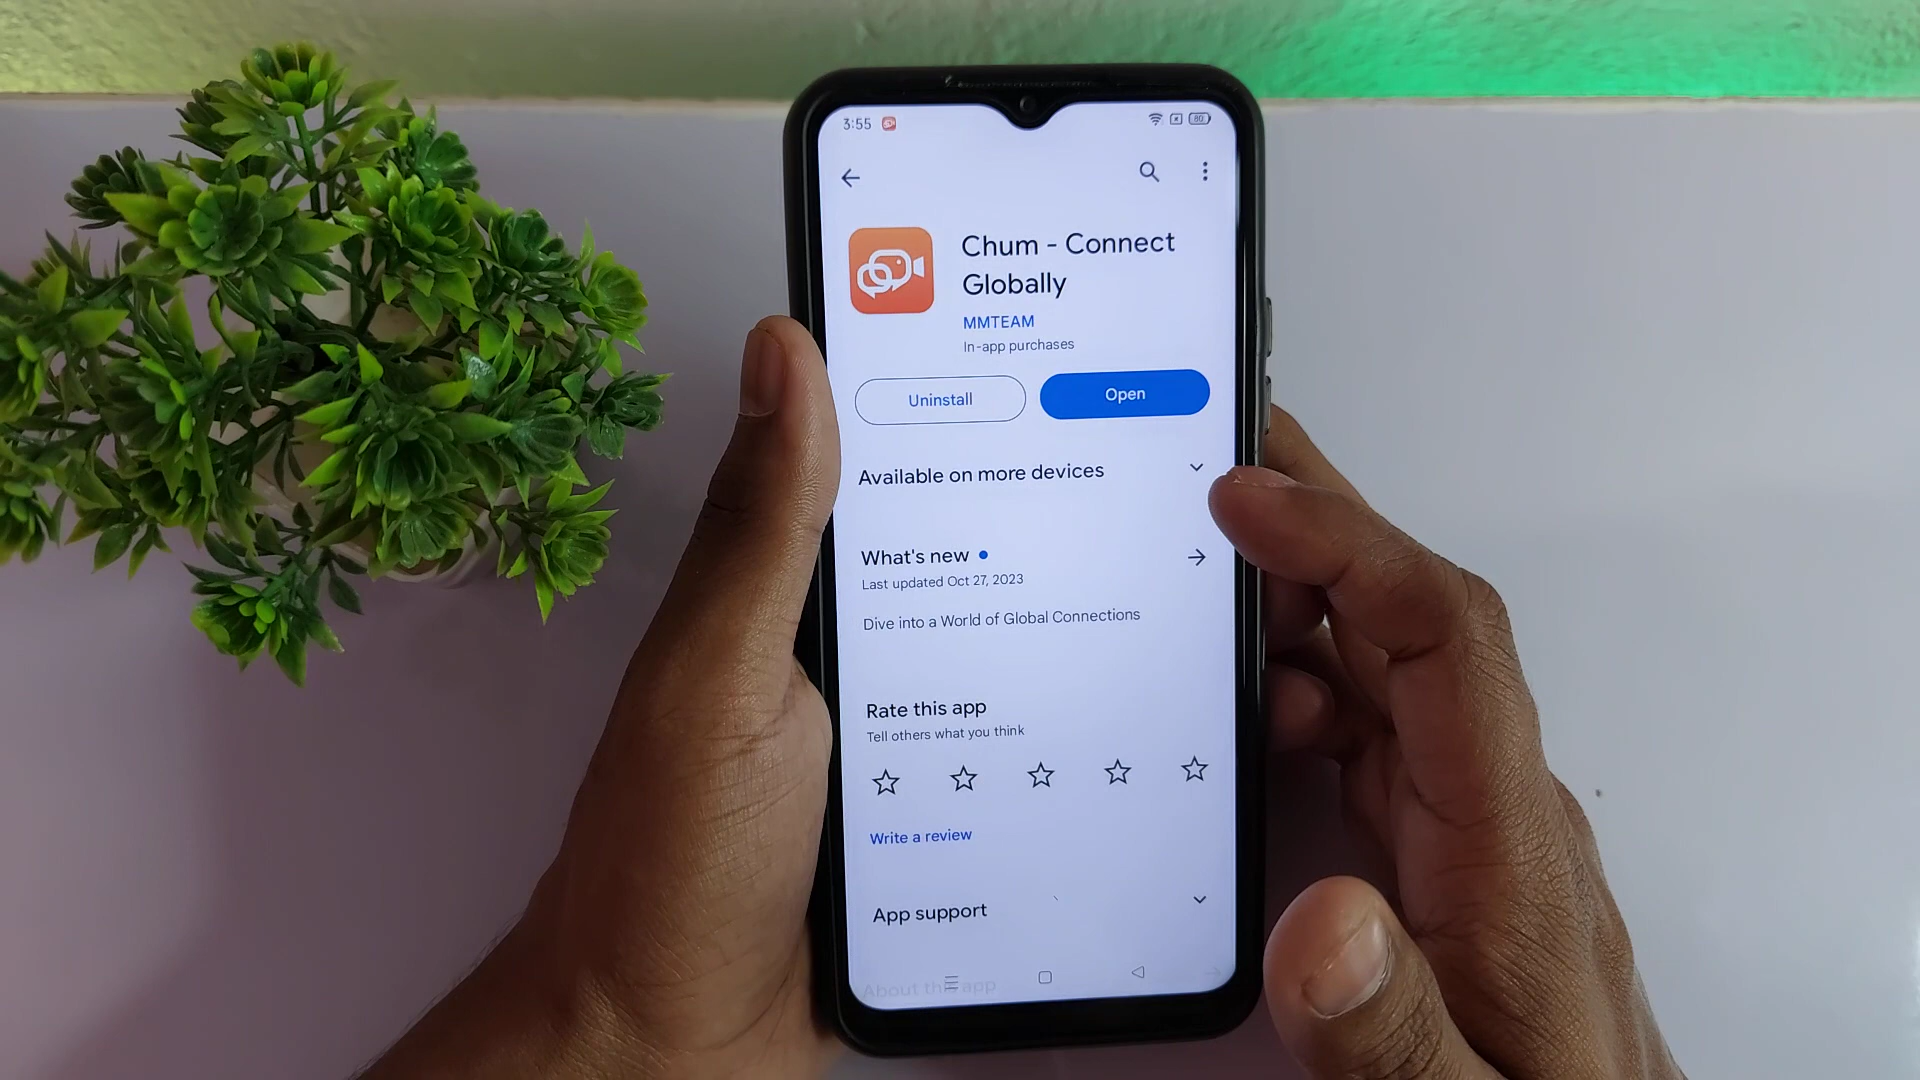 3:55
80
Chum - Connect
Globally
MMTEAM
In-app purchases
Uninstall
Open
Available on more devices
What's new
Last updated Oct 27, 2023
Dive into a World of Global Connections
Rate this app
Tell others what you think
Write a review
App support
About this app